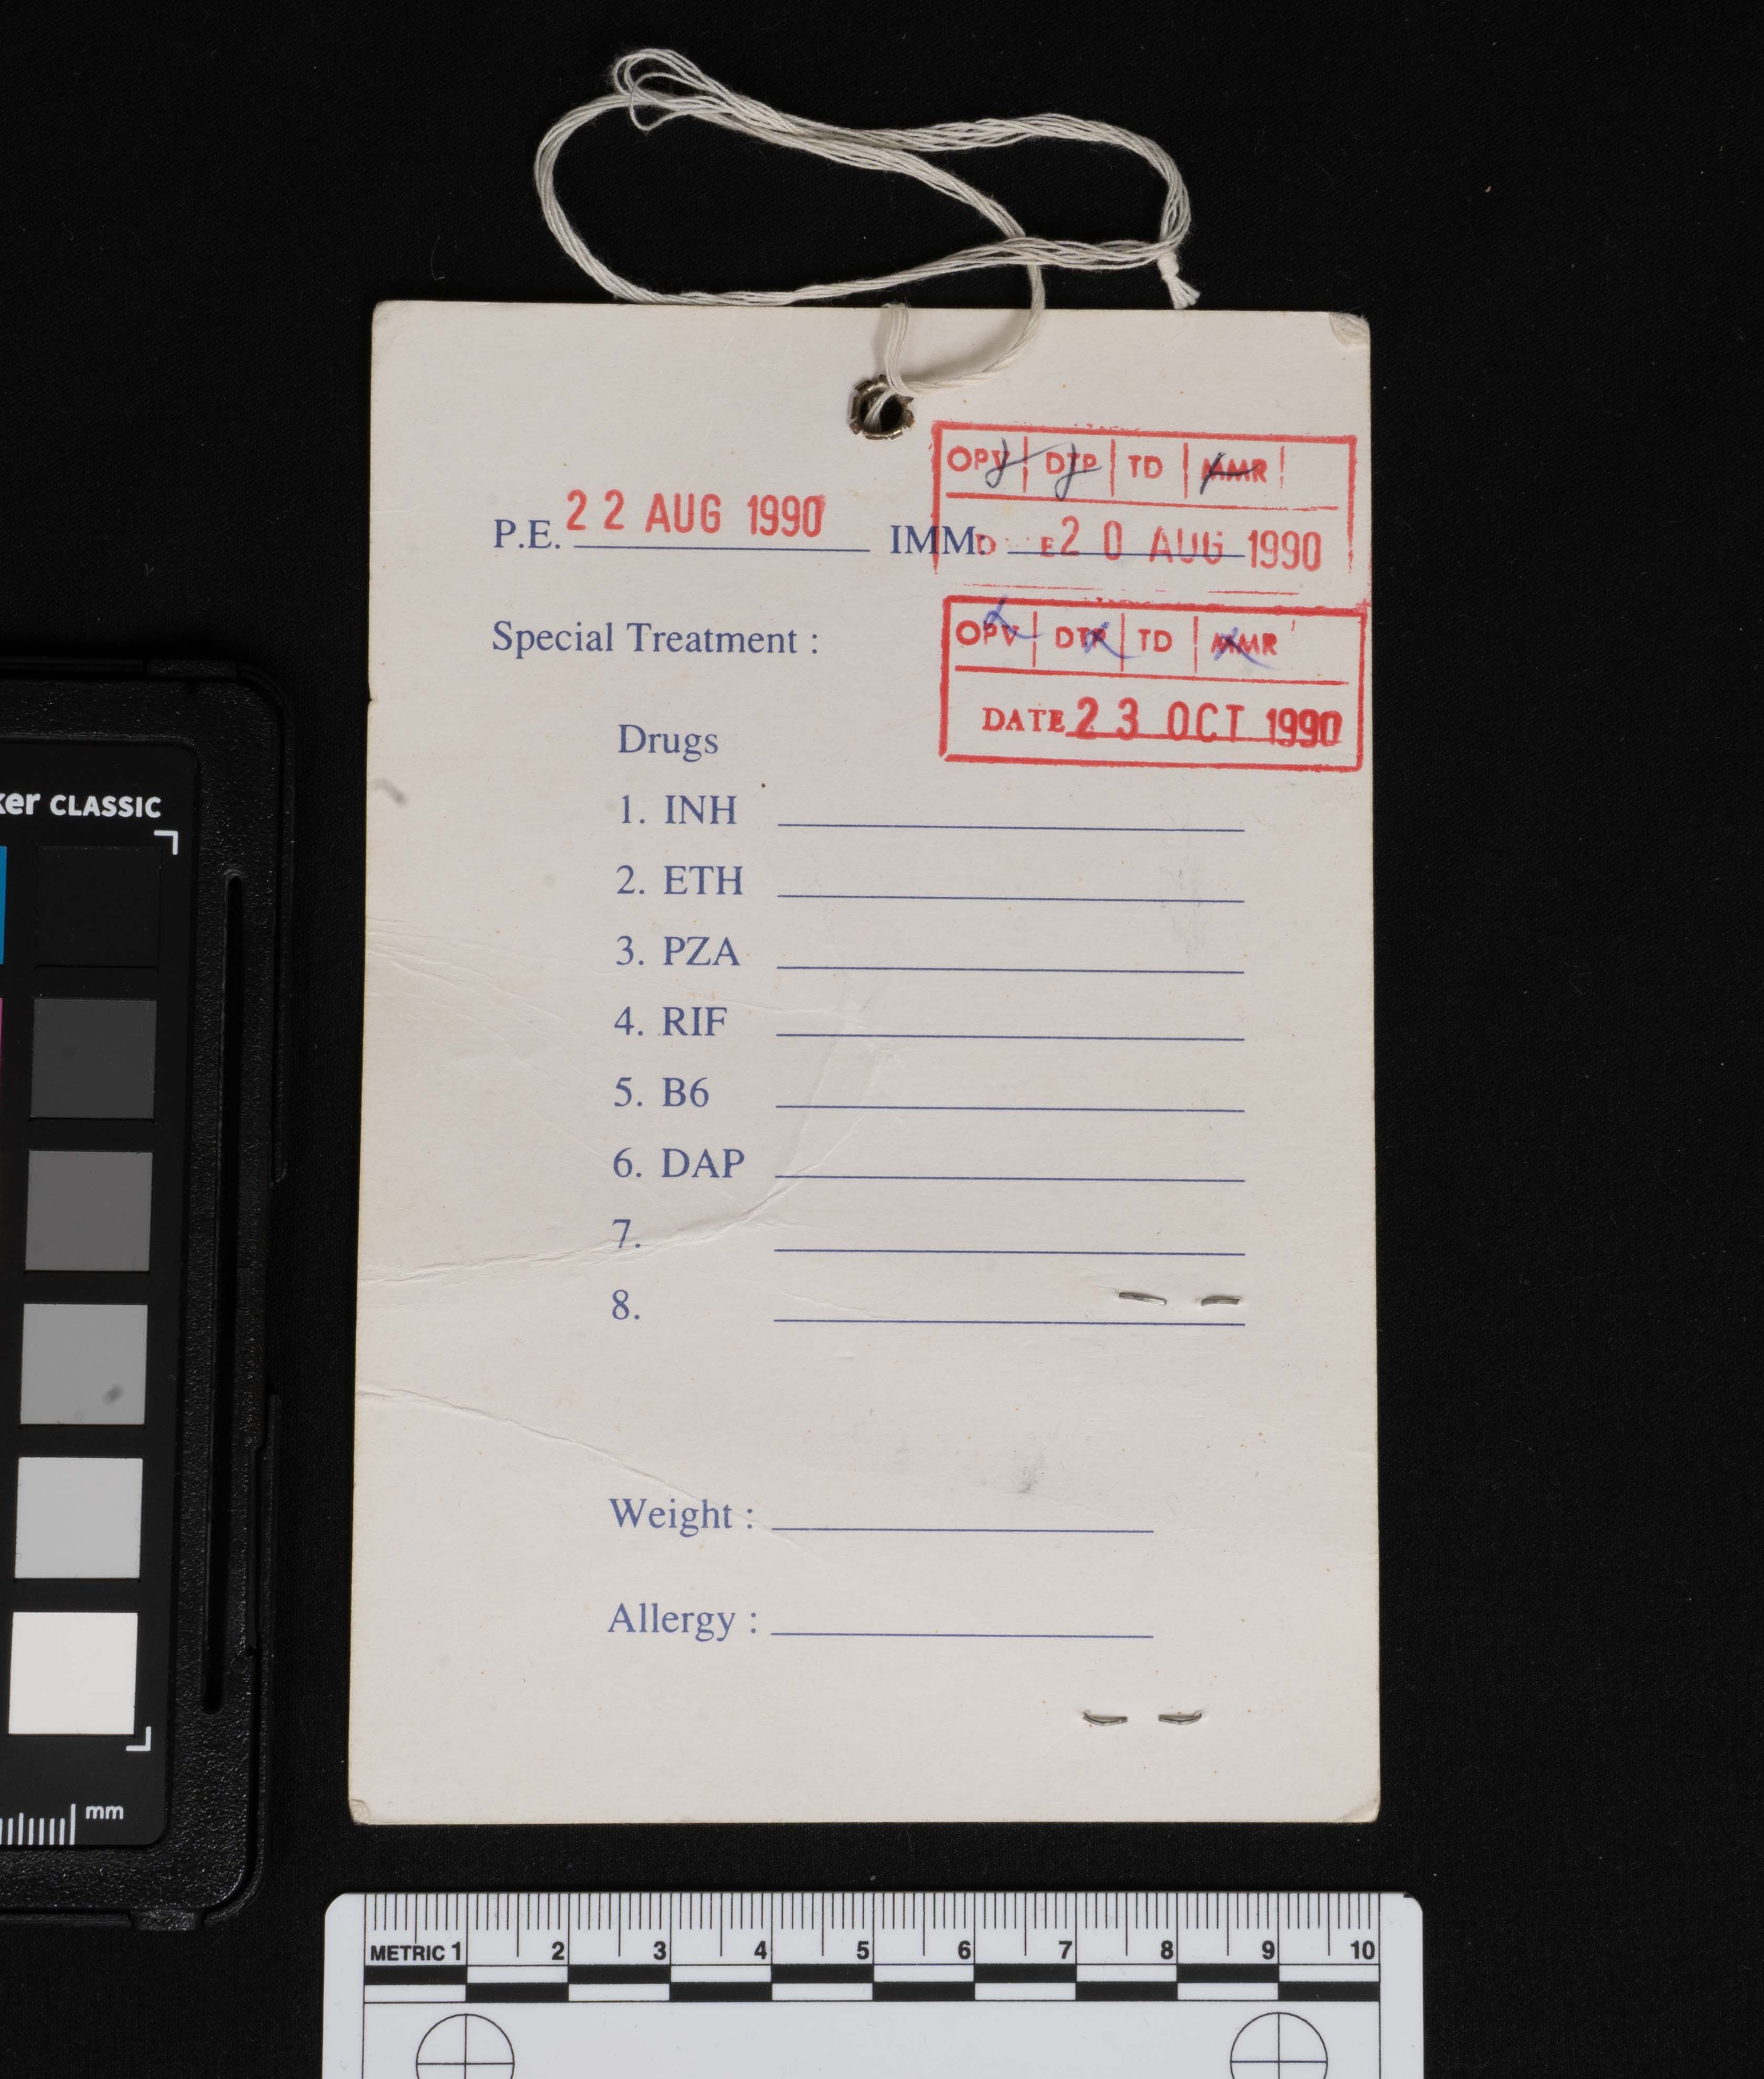 OPV DTP TD MMR
P.E. 22 AUG 1990 IMM: D E 20 AUG 1990
Special Treatment :
OPV DTP TD MMR
DATE 23 OCT 1990
Drugs
1. INH
2. ETH
3. PZA
4. RIF
5. B6
6. DAP
7.
8.
Weight :
Allergy :
ker CLASSIC
mm
METRIC 1 2 3 4 5 6 7 8 9 10